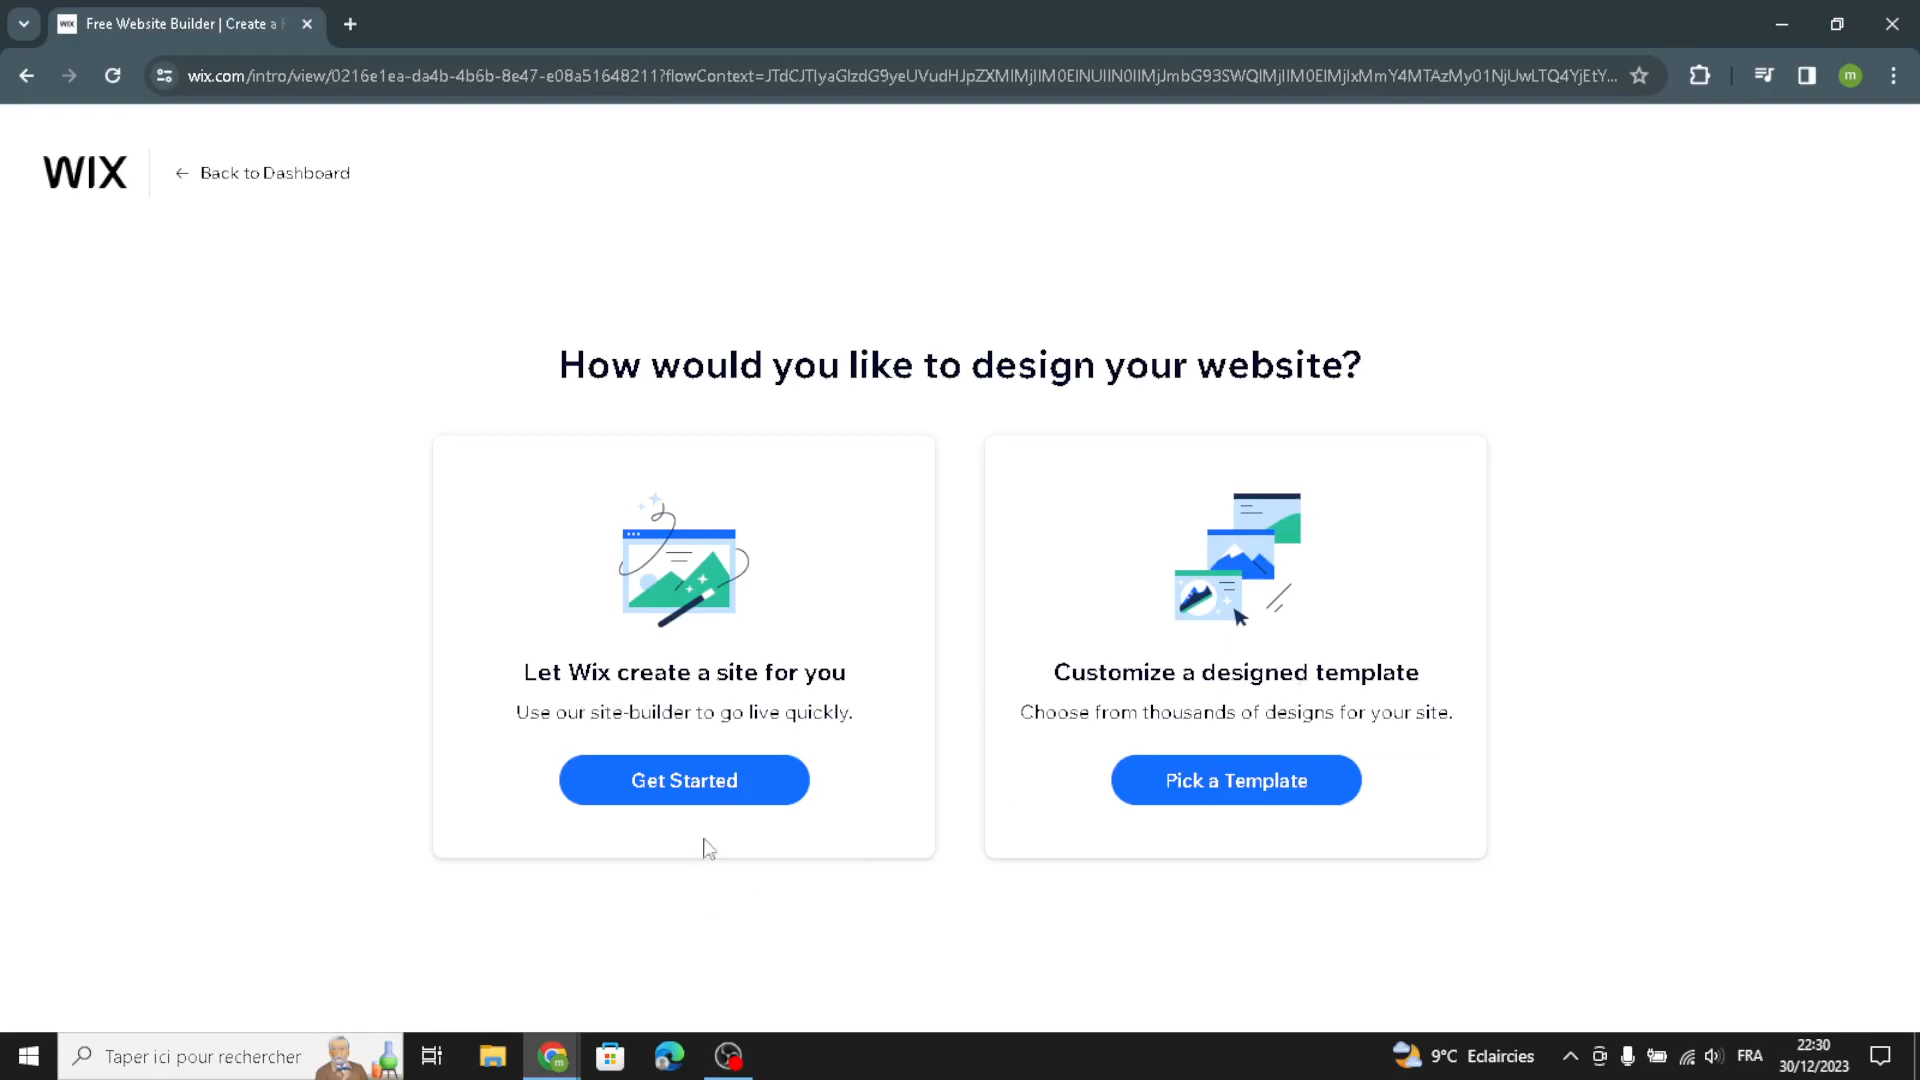 WIX
Free Website Builder | Create a F
wix.com/intro/view/0216e1ea-da4b-4b6b-8e47-e08a51648211?flowContext=
m
WIX
Back to Dashboard
How would you like to design your website?
Let Wix create a site for you
Use our site-builder to go live quickly.
Get Started
Customize a designed template
Choose from thousands of designs for your site.
Pick a Template
Taper ici pour rechercher
m
9°C Eclaircies
FRA
22:30
30/12/2023